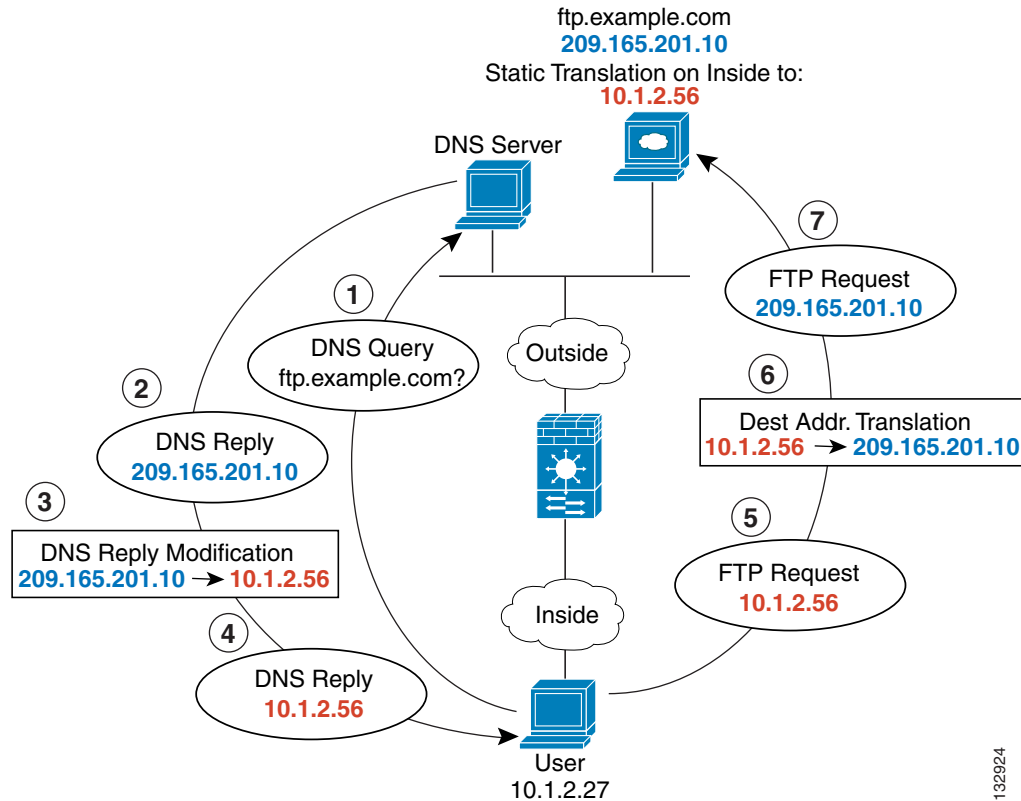 ftp.example.com
209.165.201.10
Static Translation on Inside to:
10.1.2.56
DNS Server
7
FTP Request
209.165.201.10
1
DNS Query
ftp.example.com?
Outside
2
DNS Reply
209.165.201.10
6
Dest Addr. Translation
10.1.2.56 → 209.165.201.10
3
DNS Reply Modification
209.165.201.10 → 10.1.2.56
5
FTP Request
10.1.2.56
Inside
4
DNS Reply
10.1.2.56
User
10.1.2.27
132924